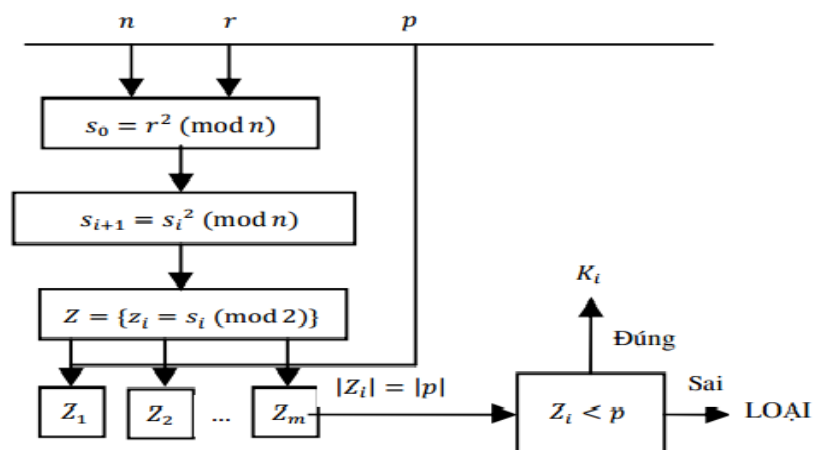 n r p
s₀ = r² (mod n)
sᵢ₊₁ = sᵢ² (mod n)
Z = {zᵢ = sᵢ (mod 2)}
Kᵢ
Đúng
|Zᵢ| = |p|
Z₁ Z₂ ... Zₘ
Zᵢ < p
Sai
LOẠI